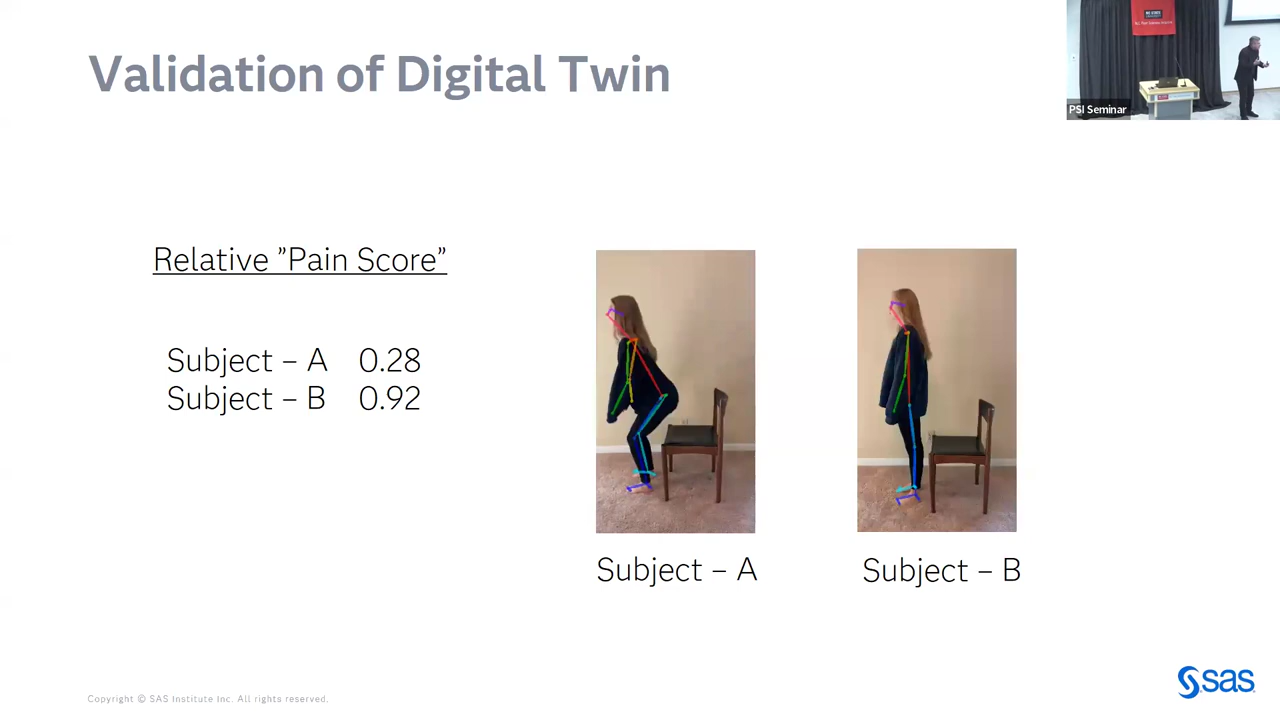 Validation of Digital Twin
PSI Seminar
Relative ”Pain Score”
Subject – A 0.28
Subject – B 0.92
Subject – A
Subject – B
Copyright © SAS Institute Inc. All rights reserved.
sas